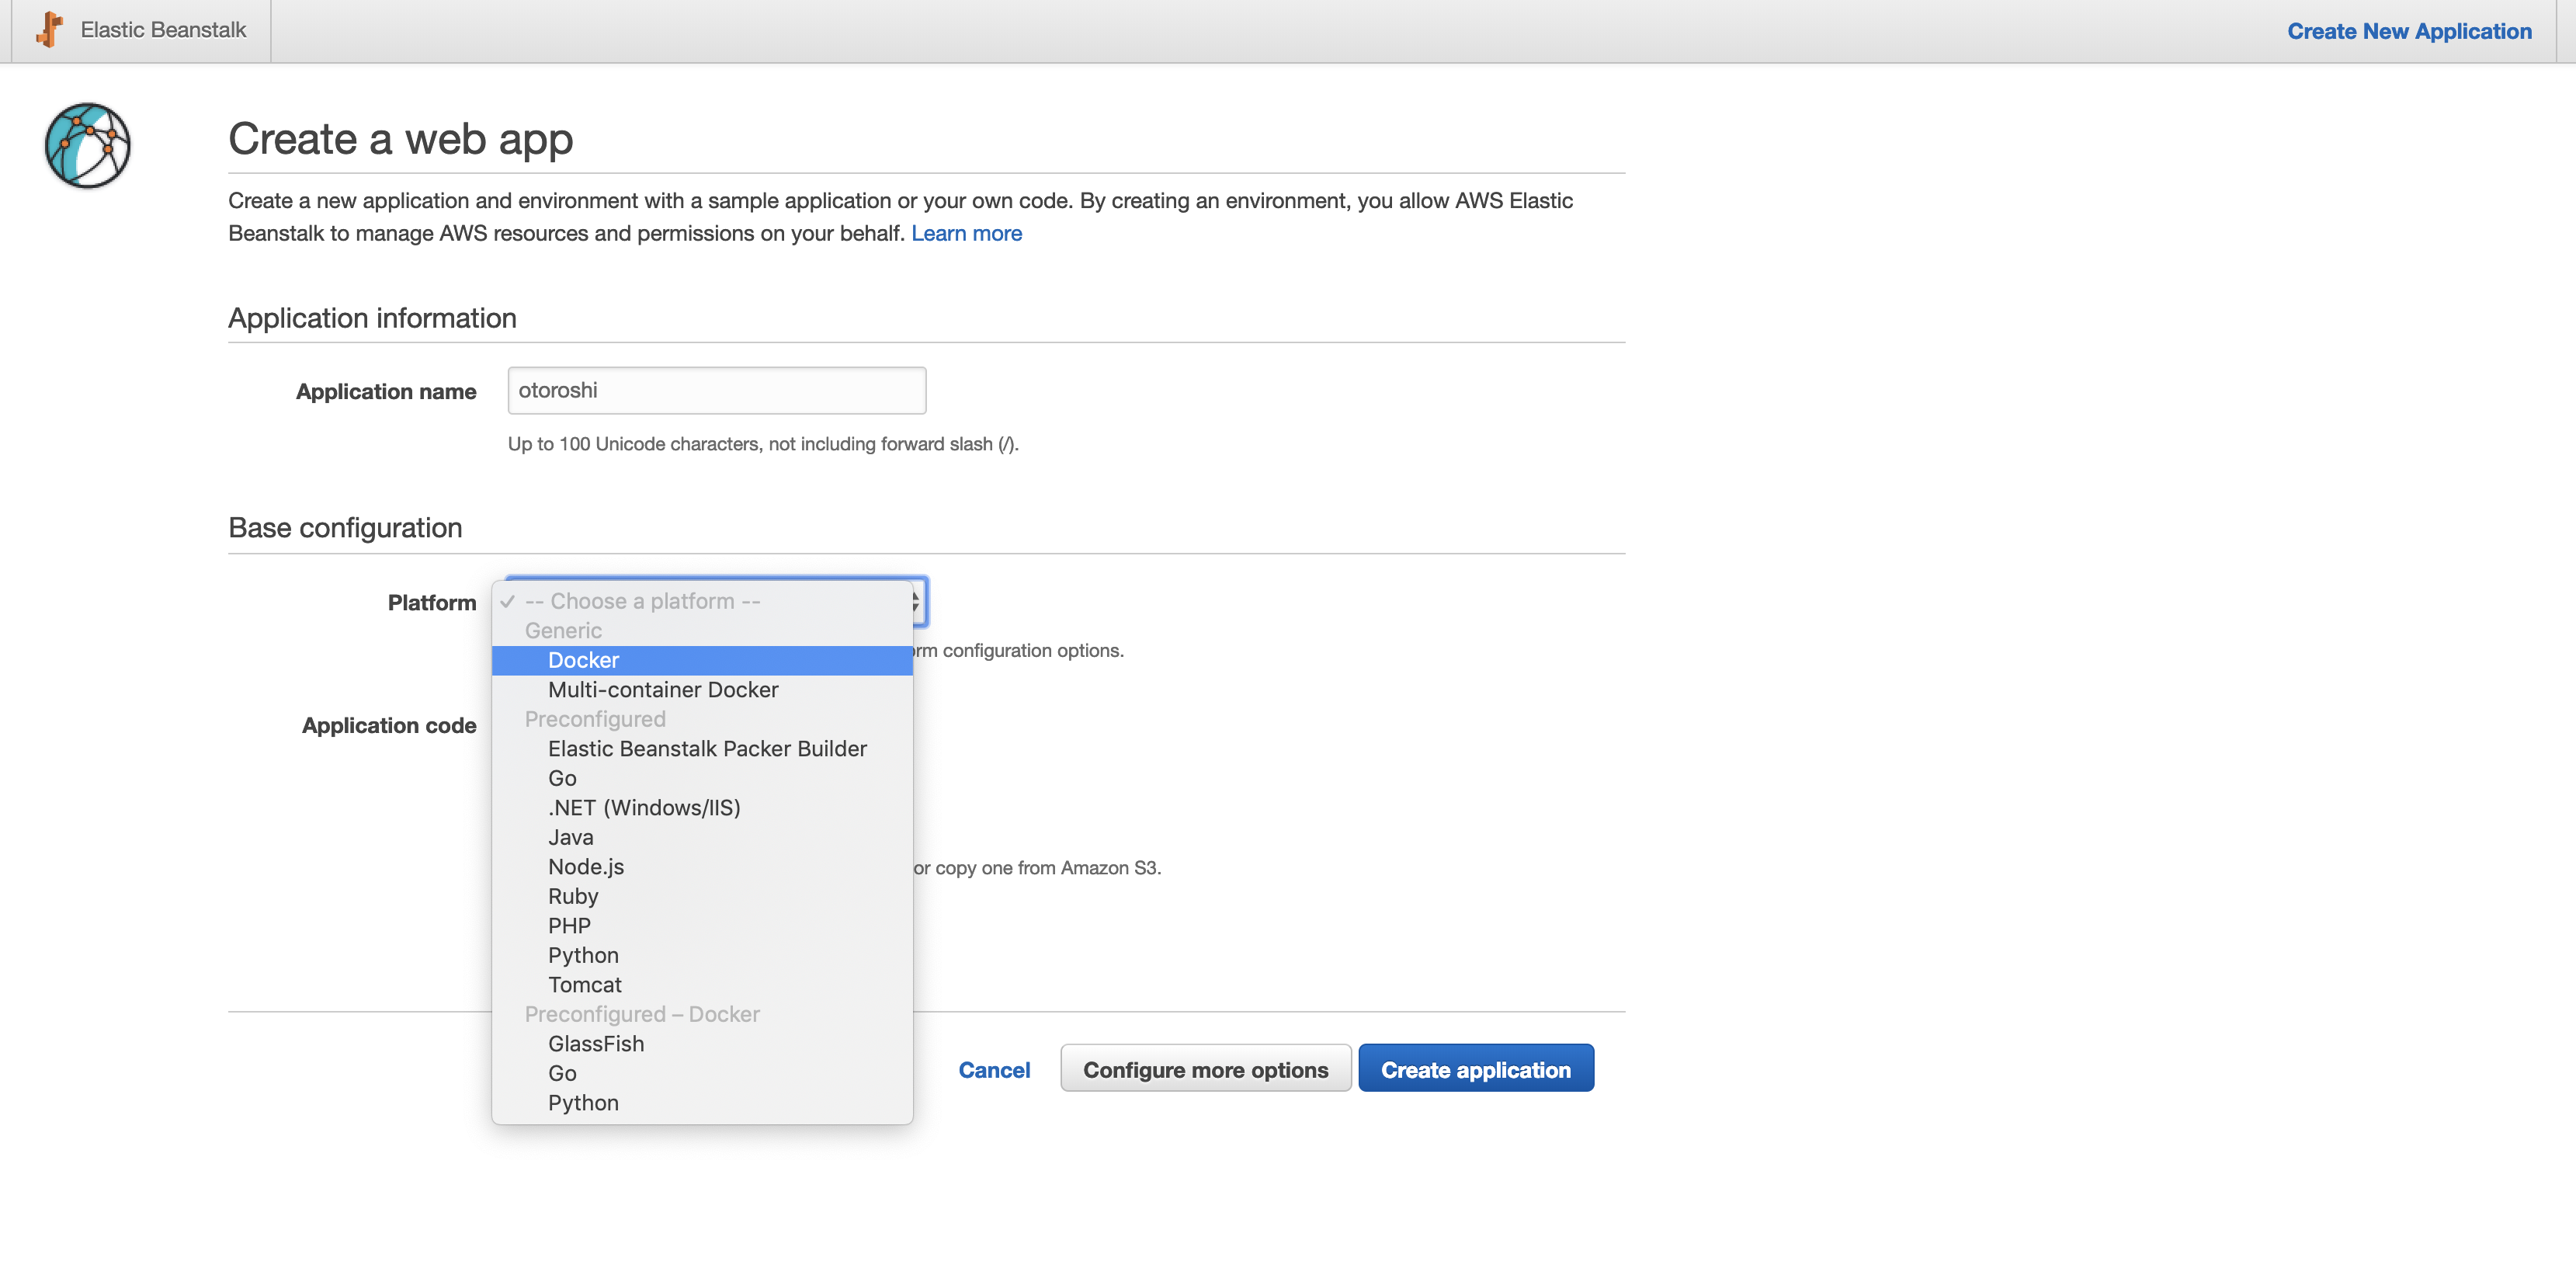 Elastic Beanstalk
Create New Application
Create a web app
Create a new application and environment with a sample application or your own code. By creating an environment, you allow AWS Elastic
Beanstalk to manage AWS resources and permissions on your behalf. Learn more
Application information
Application name
otoroshi
Up to 100 Unicode characters, not including forward slash (/).
Base configuration
Platform
-- Choose a platform --
Generic
Docker
configuration options.
Multi-container Docker
Preconfigured
Application code
Elastic Beanstalk Packer Builder
Go
.NET (Windows/IIS)
Java
Node.js
or copy one from Amazon S3.
Ruby
PHP
Python
Tomcat
Preconfigured – Docker
GlassFish
Go
Python
Cancel
Configure more options
Create application